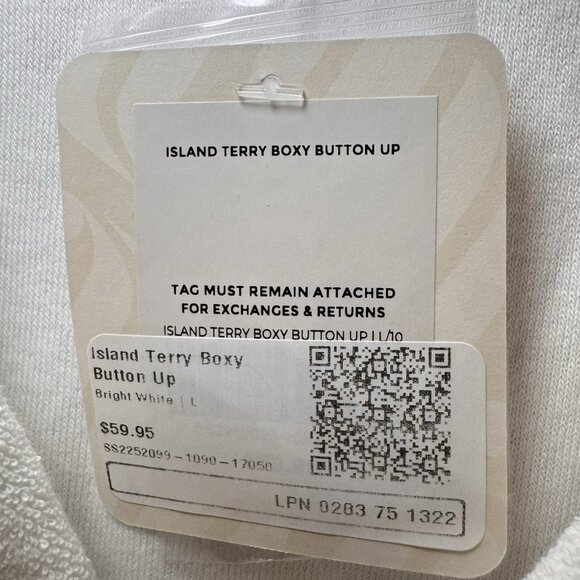 ISLAND TERRY BOXY BUTTON UP
TAG MUST REMAIN ATTACHED
FOR EXCHANGES & RETURNS
ISLAND TERRY BOXY BUTTON UP | L/10
Island Terry Boxy
Button Up
Bright White | L
$59.95
SS2252099-1090-17050
LPN 0283 75 1322